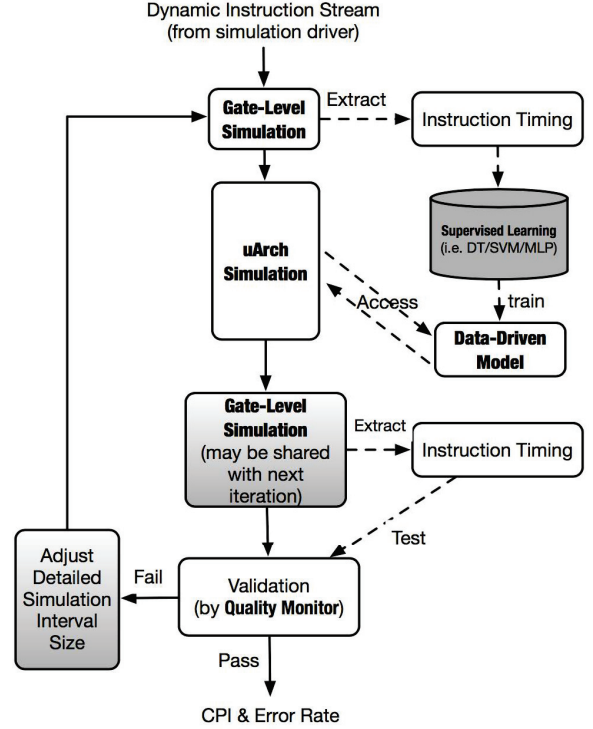 Dynamic Instruction Stream
(from simulation driver)
Gate-Level
Simulation
Extract
Instruction Timing
Supervised Learning
(i.e. DT/SVM/MLP)
uArch
Simulation
Access
train
Data-Driven
Model
Gate-Level
Simulation
(may be shared
with next
iteration)
Extract
Instruction Timing
Test
Adjust
Detailed
Simulation
Interval
Size
Fail
Validation
(by Quality Monitor)
Pass
CPI & Error Rate